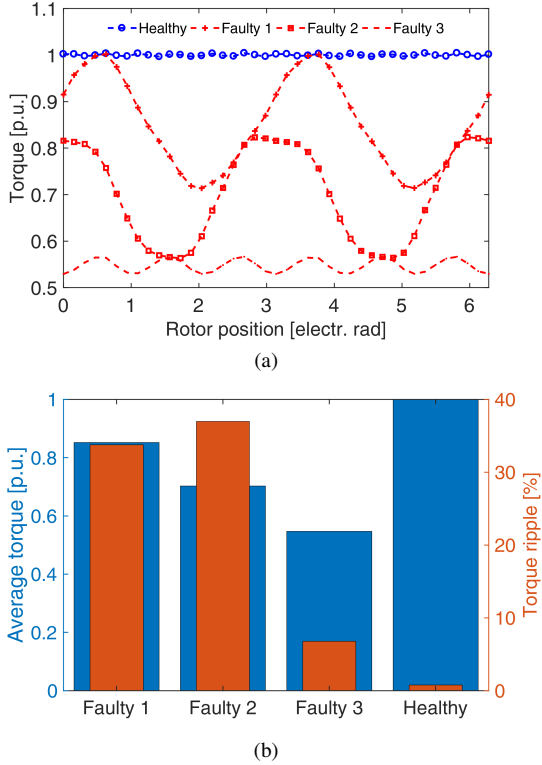 1.1
Healthy Faulty 1 Faulty 2 Faulty 3
1
0.9
0.8
0.7
0.6
0.5
Torque [p.u.]
0 1 2 3 4 5 6
Rotor position [electr. rad]
(a)
1 40
0.8 30
0.6
20
0.4
10
0.2
0 0
Average torque [p.u.]
Torque ripple [%]
Faulty 1 Faulty 2 Faulty 3 Healthy
(b)